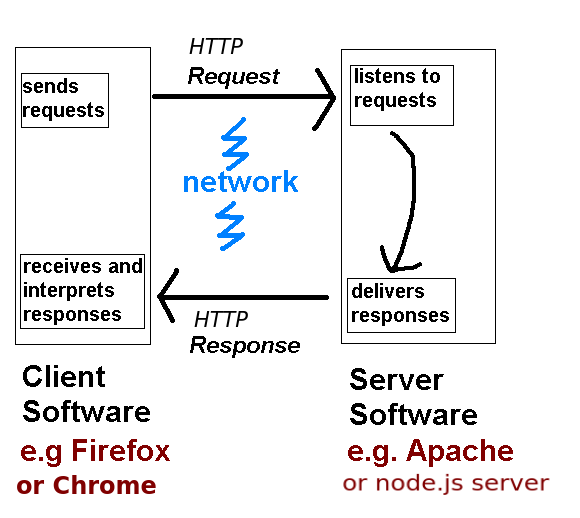 HTTP
Request
sends
requests
listens to
requests
network
receives and
interprets
responses
delivers
responses
HTTP
Response
Client
Software
e.g Firefox
or Chrome
Server
Software
e.g. Apache
or node.js server